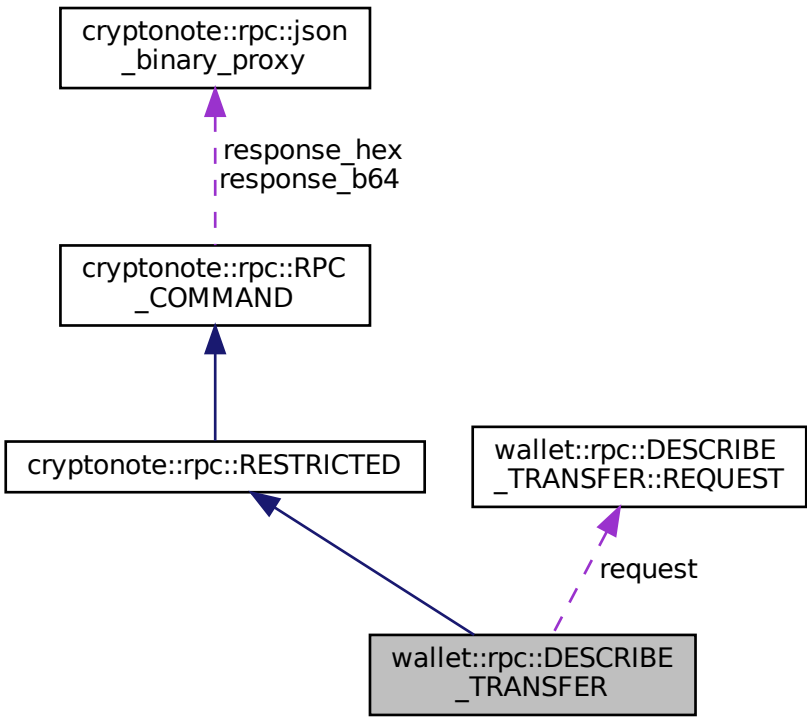 cryptonote::rpc::json
_binary_proxy
response_hex
response_b64
cryptonote::rpc::RPC
_COMMAND
cryptonote::rpc::RESTRICTED
wallet::rpc::DESCRIBE
_TRANSFER::REQUEST
request
wallet::rpc::DESCRIBE
_TRANSFER